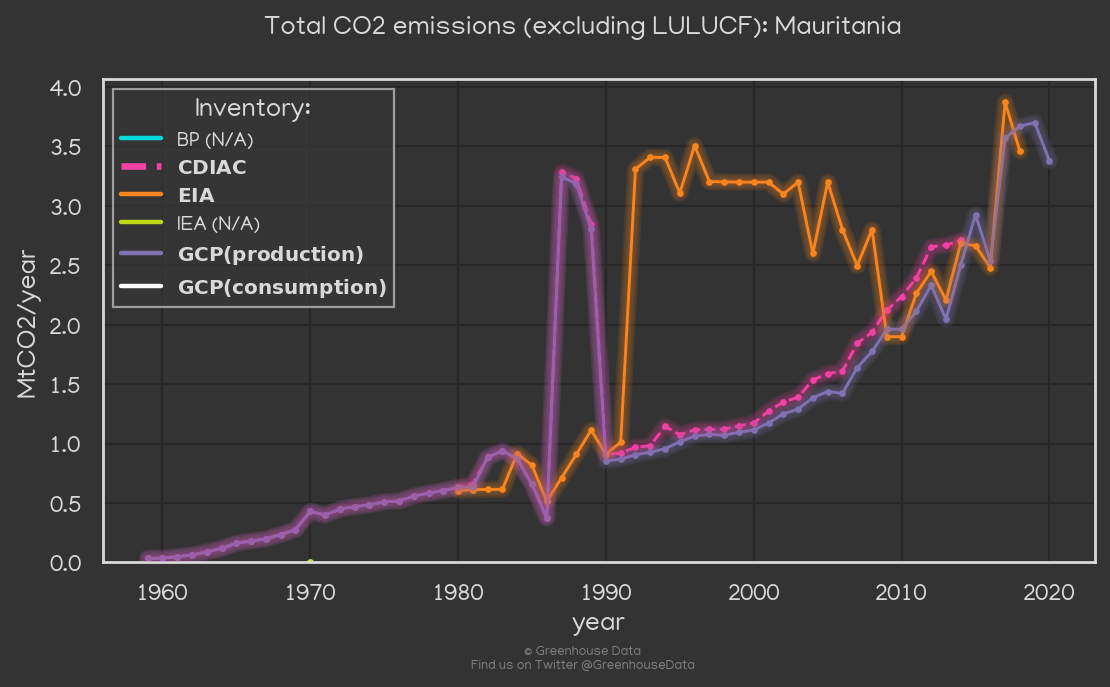 Total CO2 emissions (excluding LULUCF): Mauritania
4.0
3.5
3.0
2.5
2.0
1.5
1.0
0.5
0.0
MtCO2/year
Inventory:
BP (N/A)
CDIAC
EIA
IEA (N/A)
GCP(production)
GCP(consumption)
1960 1970 1980 1990 2000 2010 2020
year
© Greenhouse Data
Find us on Twitter @GreenhouseData